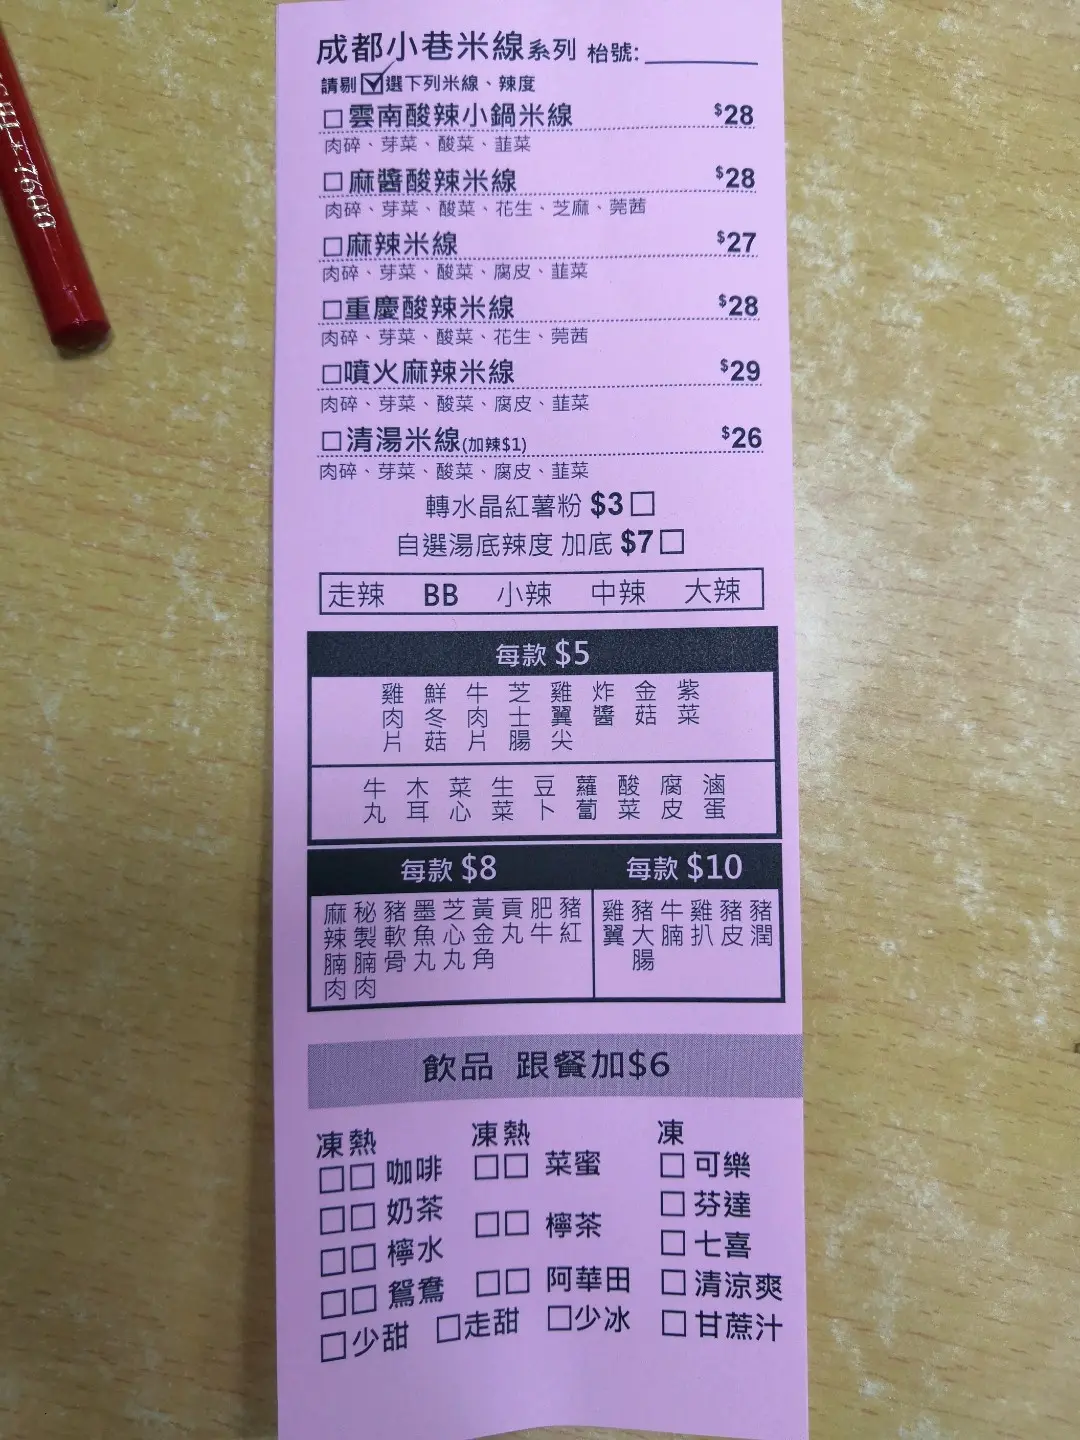 成都小巷米線系列 枱號:
請剔☑選下列米線、辣度
□雲南酸辣小鍋米線 $28
肉碎、芽菜、酸菜、韮菜
□麻醬酸辣米線 $28
肉碎、芽菜、酸菜、花生、芝麻、莞茜
□麻辣米線 $27
肉碎、芽菜、酸菜、腐皮、韮菜
□重慶酸辣米線 $28
肉碎、芽菜、酸菜、花生、莞茜
□噴火麻辣米線 $29
肉碎、芽菜、酸菜、腐皮、韮菜
□清湯米線(加辣$1) $26
肉碎、芽菜、酸菜、腐皮、韮菜
轉水晶紅薯粉 $3□
自選湯底辣度 加底 $7□
走辣 BB 小辣 中辣 大辣
每款 $5
雞肉片 鮮冬菇 牛肉片 芝士腸 雞翼尖 炸醬 金菇 紫菜
牛丸 木耳 菜心 生菜 豆卜 蘿蔔 酸菜 腐皮 滷蛋
每款 $8
麻辣腩肉 秘製腩肉 豬軟骨 墨魚丸 芝心丸 黃金角 貢丸 肥牛 豬紅
每款 $10
雞翼 豬大腸 牛腩 雞扒 豬皮 豬潤
飲品 跟餐加$6
凍熱 凍熱 凍
□□ 咖啡 □□ 菜蜜 □可樂
□□ 奶茶 □□ 檸茶 □芬達
□□ 檸水 □七喜
□□ 鴛鴦 □□ 阿華田 □清涼爽
□少甜 □走甜 □少冰 □甘蔗汁